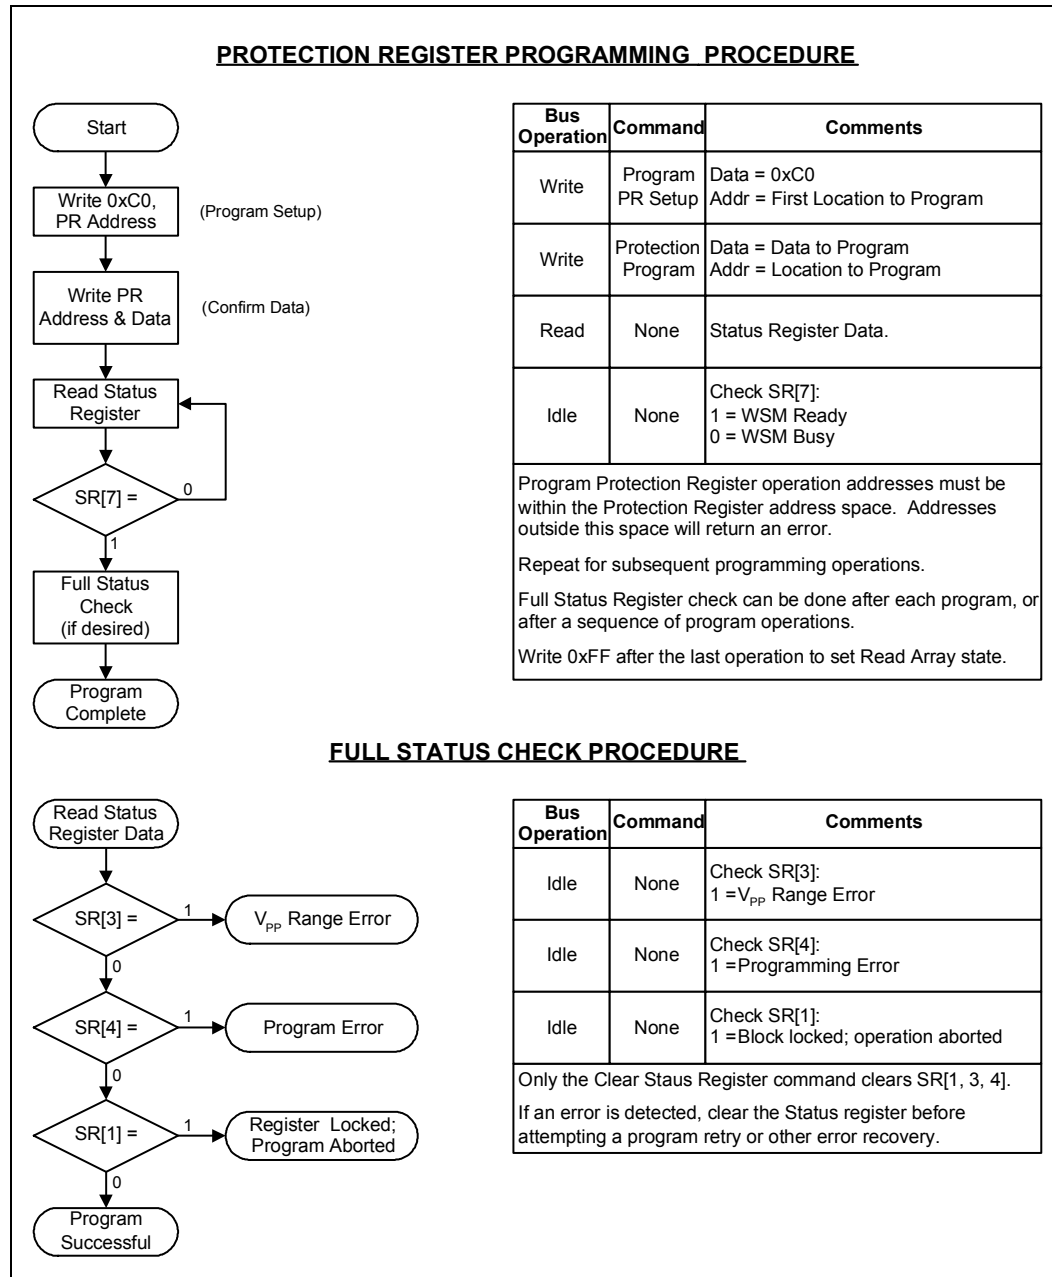 PROTECTION REGISTER PROGRAMMING PROCEDURE
Start
Write 0xC0,
PR Address
(Program Setup)
Write PR
Address & Data
(Confirm Data)
Read Status
Register
SR[7] =
0
1
Full Status
Check
(if desired)
Program
Complete
Bus
Operation
Command
Comments
Write
Program
PR Setup
Data = 0xC0
Addr = First Location to Program
Write
Protection
Program
Data = Data to Program
Addr = Location to Program
Read
None
Status Register Data.
Idle
None
Check SR[7]:
1 = WSM Ready
0 = WSM Busy
Program Protection Register operation addresses must be
within the Protection Register address space. Addresses
outside this space will return an error.
Repeat for subsequent programming operations.
Full Status Register check can be done after each program, or
after a sequence of program operations.
Write 0xFF after the last operation to set Read Array state.
FULL STATUS CHECK PROCEDURE
Read Status
Register Data
SR[3] =
1
VPP Range Error
0
SR[4] =
1
Program Error
0
SR[1] =
1
Register Locked;
Program Aborted
0
Program
Successful
Bus
Operation
Command
Comments
Idle
None
Check SR[3]:
1 =VPP Range Error
Idle
None
Check SR[4]:
1 =Programming Error
Idle
None
Check SR[1]:
1 =Block locked; operation aborted
Only the Clear Staus Register command clears SR[1, 3, 4].
If an error is detected, clear the Status register before
attempting a program retry or other error recovery.